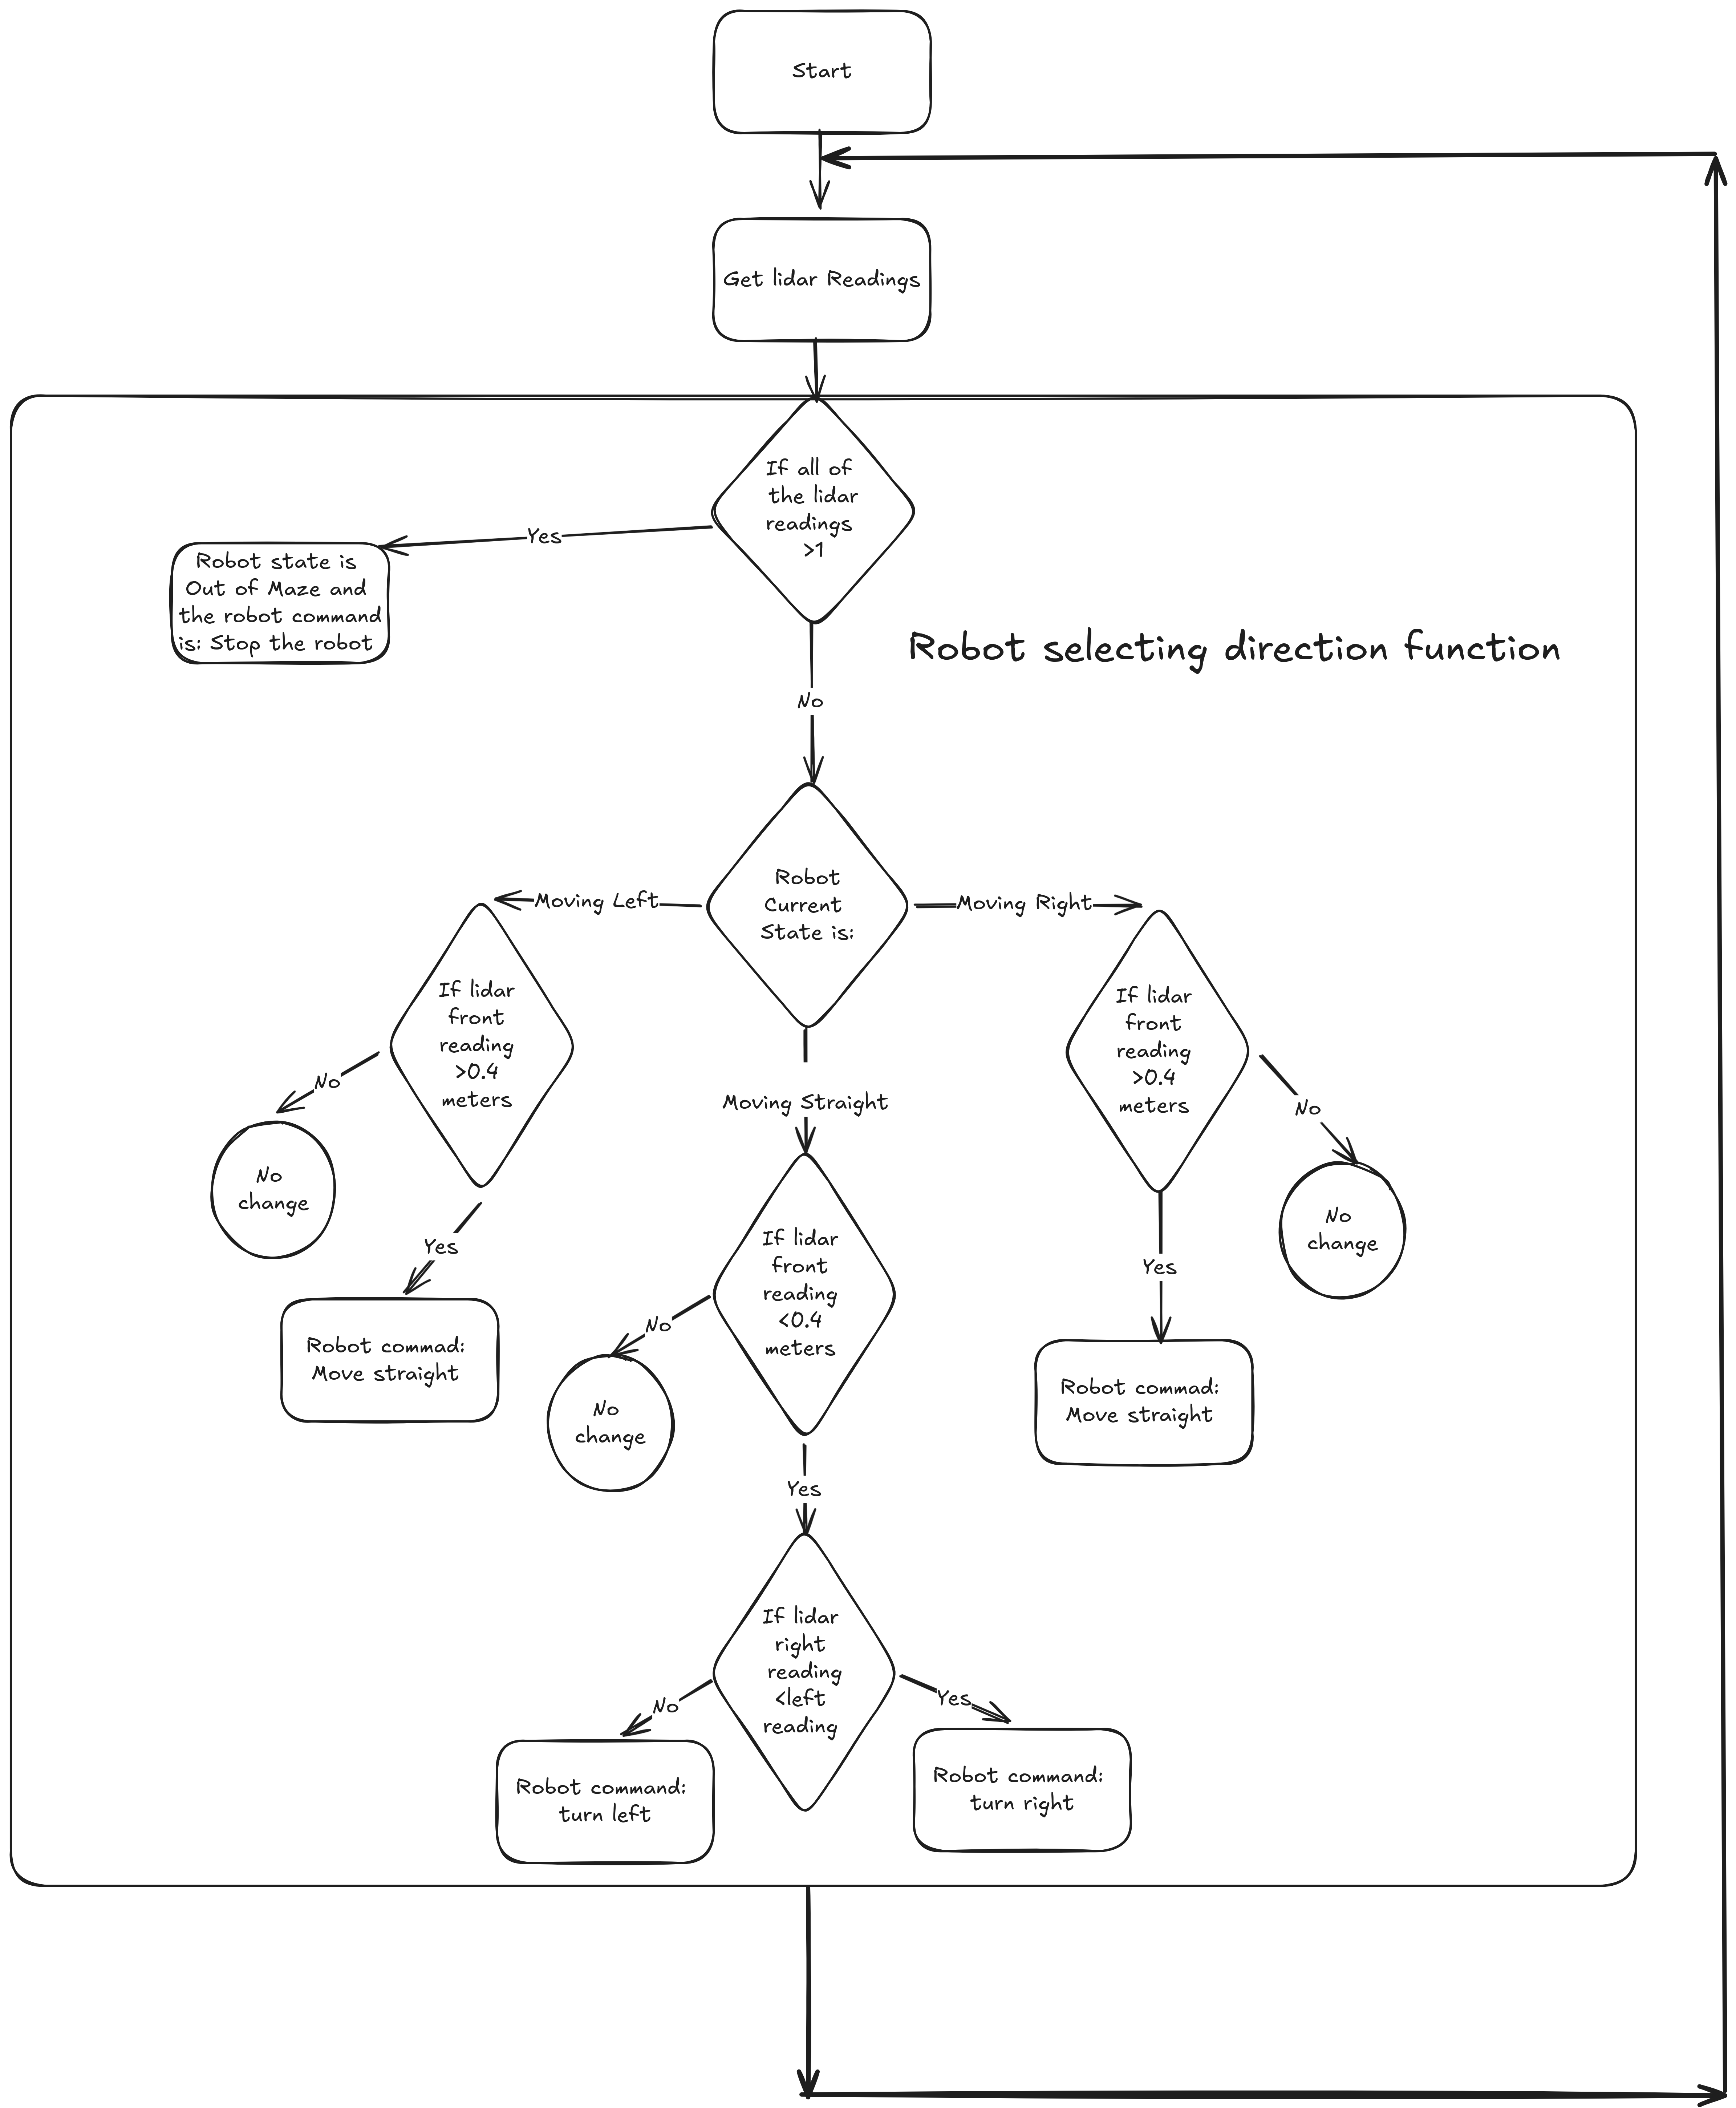 Start
Get lidar Readings
If all of
the lidar
readings
>1
Yes
Robot state is
Out of Maze and
the robot command
is: Stop the robot
Robot selecting direction function
No
Robot
Current
State is:
Moving Left
Moving Right
If lidar
front
reading
>0.4
meters
No
No
change
Yes
Robot commad:
Move straight
Moving Straight
If lidar
front
reading
<0.4
meters
No
No
change
Yes
If lidar
front
reading
>0.4
meters
No
No
change
Yes
Robot commad:
Move straight
If lidar
right
reading
<left
reading
No
Robot command:
turn left
Yes
Robot command:
turn right